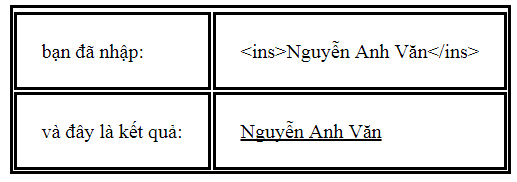 bạn đã nhập: <ins>Nguyễn Anh Văn</ins>
và đây là kết quả: Nguyễn Anh Văn